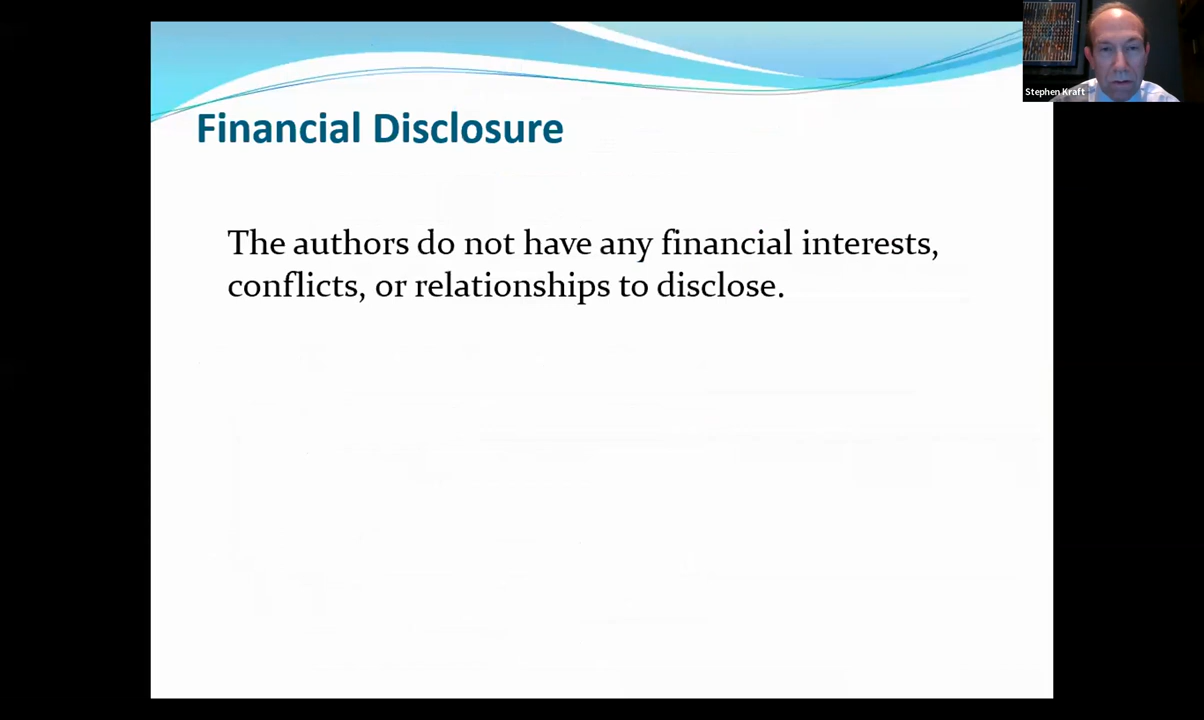 Stephen Kraft
Financial Disclosure
The authors do not have any financial interests,
conflicts, or relationships to disclose.